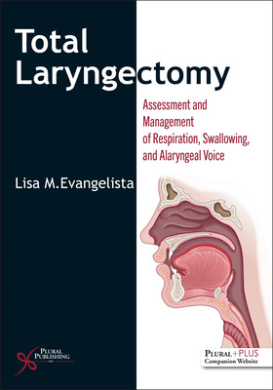 Total
Laryngectomy
Assessment and
Management
of Respiration, Swallowing,
and Alaryngeal Voice
Lisa M.Evangelista
PLURAL
PUBLISHING
PLURAL+PLUS
Companion Website